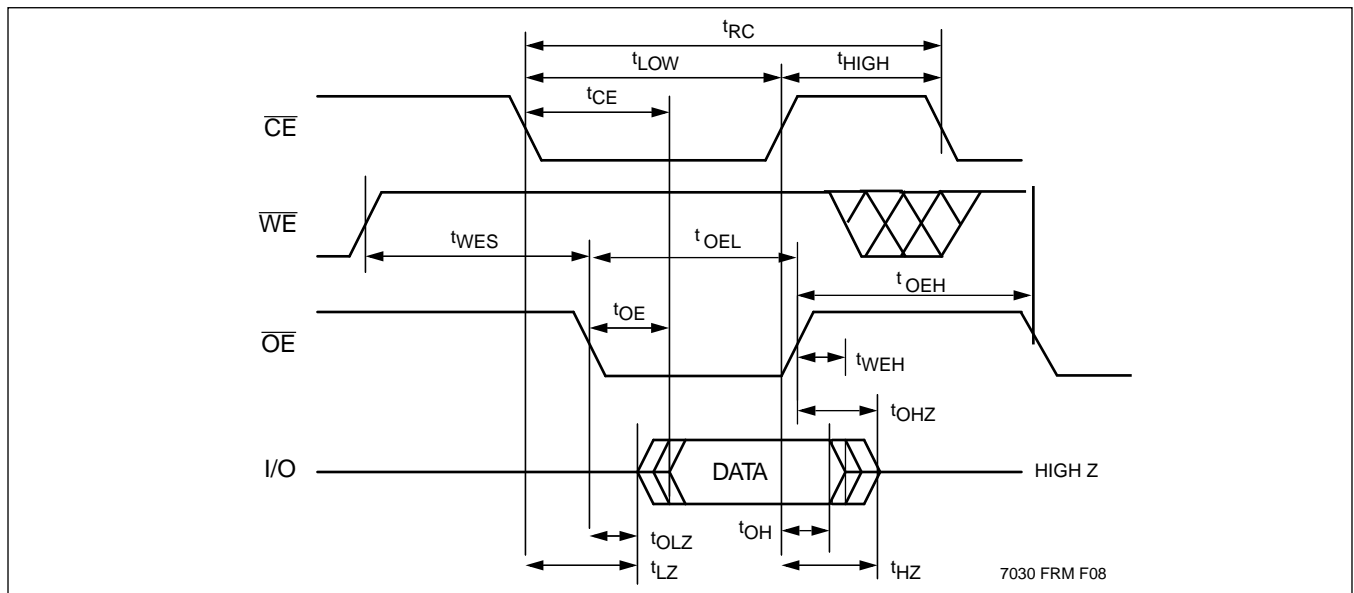 tRC
tLOW
tHIGH
tCE
CE
WE
tWES
t OEL
t OEH
tOE
OE
tWEH
tOHZ
I/O
DATA
HIGH Z
tOH
tOLZ
tLZ
tHZ
7030 FRM F08